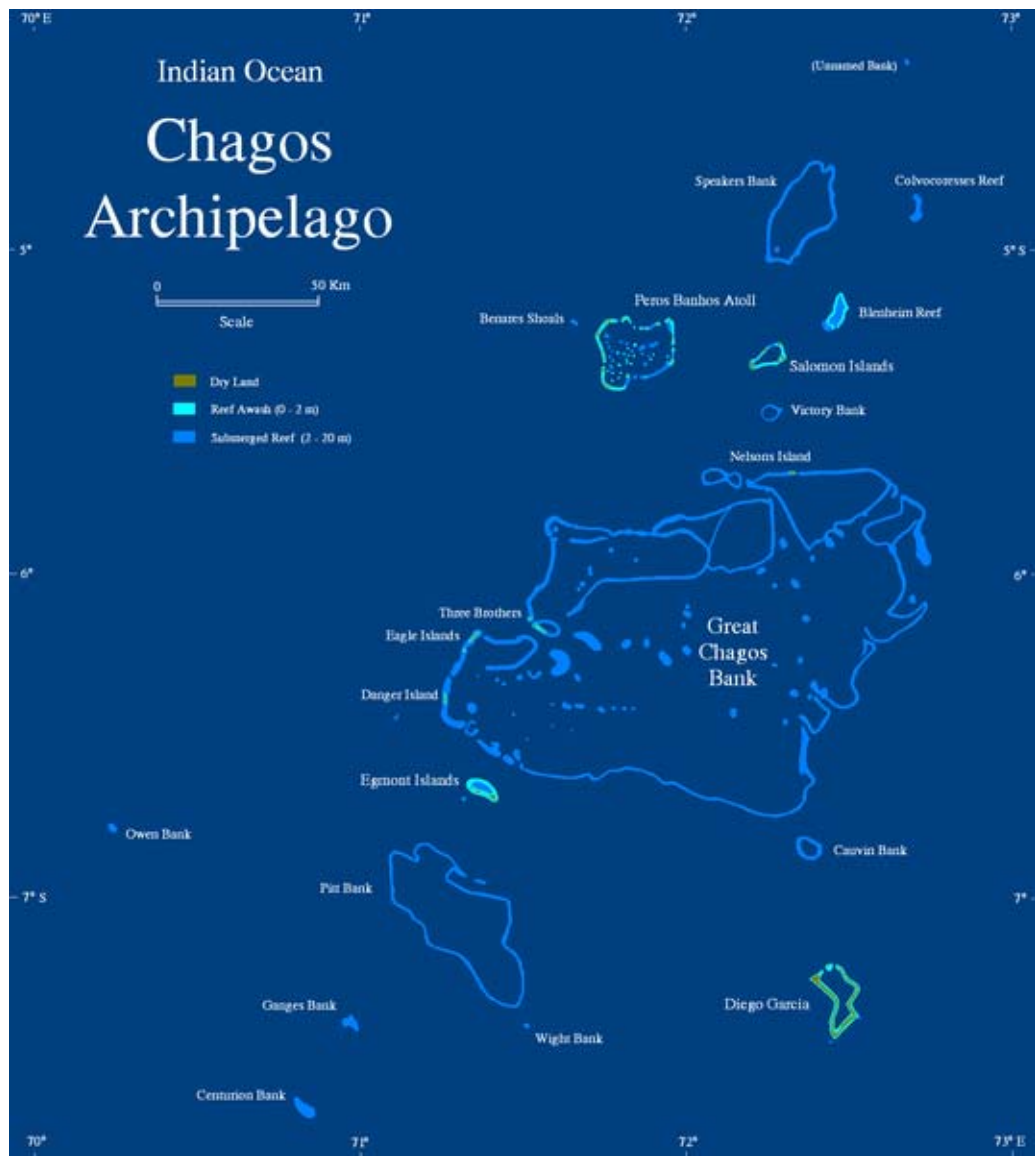 70° E
71°
72°
73°
Indian Ocean
(Unnamed Bank)
Chagos
Archipelago
Speakers Bank
Colvocoresses Reef
5°
5° S
0 50 Km
Scale
Peros Banhos Atoll
Benares Shoals
Blenheim Reef
Salomon Islands
Dry Land
Reef Awash (0 - 2 m)
Submerged Reef (2 - 20 m)
Victory Bank
Nelsons Island
6°
6°
Three Brothers
Eagle Islands
Great
Chagos
Bank
Danger Island
Egmont Islands
Owen Bank
Cauvin Bank
Pitt Bank
7° S
7°
Ganges Bank
Diego Garcia
Wight Bank
Centurion Bank
70°
71°
72°
73° E